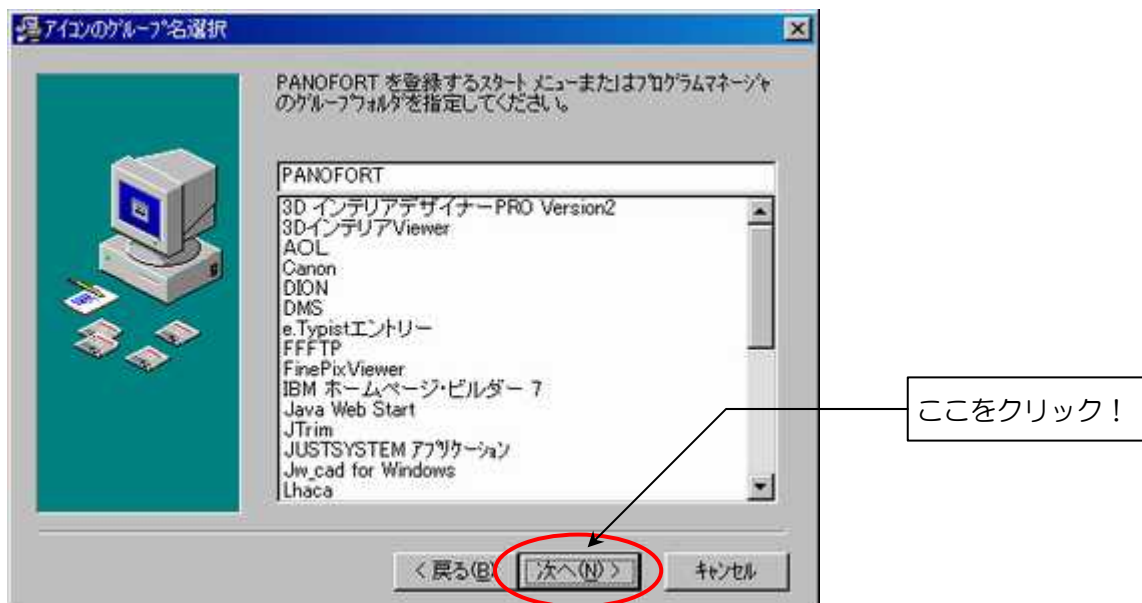 アイコンのグループ名選択
PANOFORT を登録するスタート メニューまたはプログラムマネージャ
のグループフォルダを指定してください。
PANOFORT
3D インテリアデザイナーPRO Version2
3DインテリアViewer
AOL
Canon
DION
DMS
e.Typistエントリー
FFFTP
FinePixViewer
IBM ホームページ・ビルダー 7
Java Web Start
JTrim
JUSTSYSTEM アプリケーション
Jw_cad for Windows
Lhaca
ここをクリック！
< 戻る(B) 次へ(N) > キャンセル